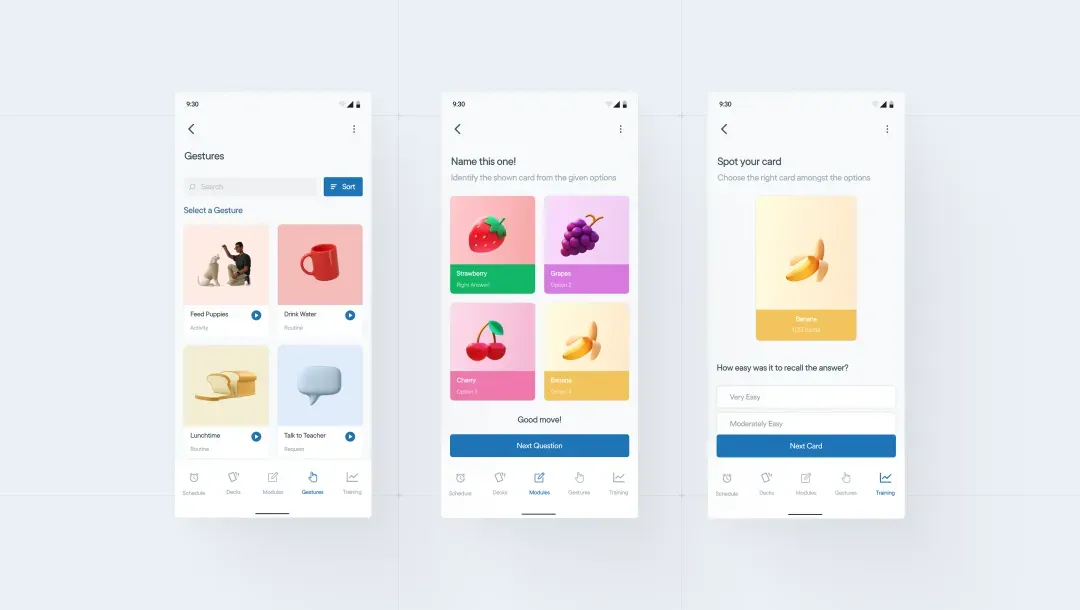 9:30
Gestures
Search
Sort
Select a Gesture
Feed Puppies
Activity
Drink Water
Routine
Lunchtime
Routine
Talk to Teacher
Request
Schedule
Decks
Modules
Gestures
Training
9:30
Name this one!
Identify the shown card from the given options
Strawberry
Right Answer!
Grapes
Option 2
Cherry
Option 3
Banana
Option 4
Good move!
Next Question
Schedule
Decks
Modules
Gestures
Training
9:30
Spot your card
Choose the right card amongst the options
Banana
How easy was it to recall the answer?
Very Easy
Moderately Easy
Next Card
Schedule
Decks
Modules
Gestures
Training